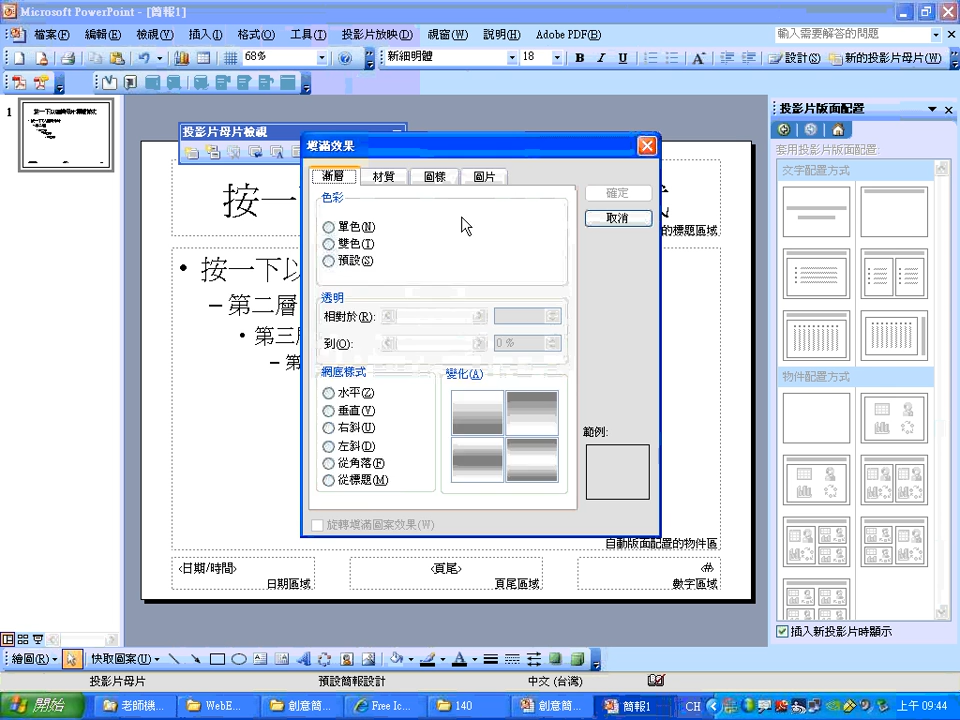 Microsoft PowerPoint - [簡報1]
檔案(F) 編輯(E) 檢視(V) 插入(I) 格式(O) 工具(T) 投影片放映(D) 視窗(W) 說明(H) Adobe PDF(B) 輸入需要解答的問題
68% 新細明體 18 B I U 設計(S) 新的投影片母片(W)
1
投影片母片檢視
填滿效果
漸層 材質 圖樣 圖片
確定
取消
色彩
單色(N)
雙色(T)
預設(S)
透明
相對於(R):
到(O): 0 %
網底樣式
水平(Z)
垂直(V)
右斜(U)
左斜(D)
從角落(F)
從標題(M)
變化(A)
範例:
旋轉填滿圖案效果(W)
按一
的標題區域
• 按一下以
– 第二層
• 第三層
– 第
自動版面配置的物件區
<日期/時間>
日期區域
<頁尾>
頁尾區域
<#>
數字區域
投影片版面配置
套用投影片版面配置:
文字配置方式
物件配置方式
插入新投影片時顯示
繪圖(R) 快取圖案(U)
投影片母片 預設簡報設計 中文 (台灣)
開始 老師機... WebE... 創意簡... Free Ic... 140 創意簡... 簡報1 CH 上午 09:44